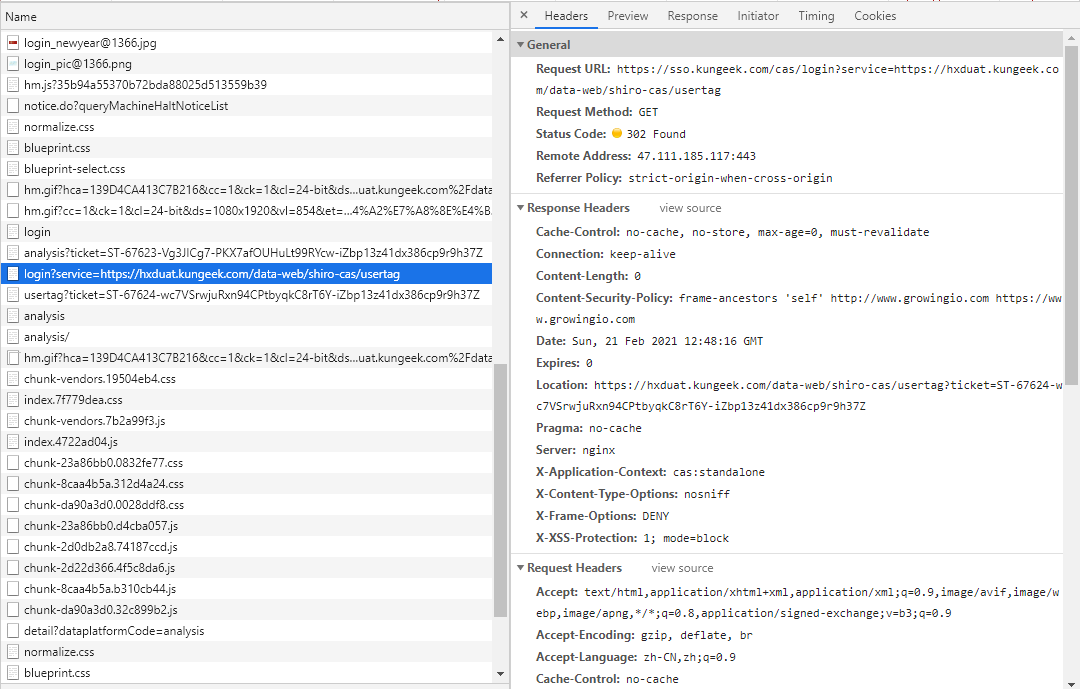 Name
login_newyear@1366.jpg
login_pic@1366.png
hm.js?35b94a55370b72bda88025d513559b39
notice.do?queryMachineHaltNoticeList
normalize.css
blueprint.css
blueprint-select.css
hm.gif?hca=139D4CA413C7B216&cc=1&ck=1&cl=24-bit&ds...uat.kungeek.com%2Fdata
hm.gif?cc=1&ck=1&cl=24-bit&ds=1080x1920&vl=854&et=...4%A2%E7%A8%8E%E4%B
login
analysis?ticket=ST-67623-Vg3JICg7-PKX7afOUHuLt99RYcw-iZbp13z41dx386cp9r9h37Z
login?service=https://hxduat.kungeek.com/data-web/shiro-cas/usertag
usertag?ticket=ST-67624-wc7VSrwjuRxn94CPtbyqkC8rT6Y-iZbp13z41dx386cp9r9h37Z
analysis
analysis/
hm.gif?hca=139D4CA413C7B216&cc=1&ck=1&cl=24-bit&ds...uat.kungeek.com%2Fdata
chunk-vendors.19504eb4.css
index.7f779dea.css
chunk-vendors.7b2a99f3.js
index.4722ad04.js
chunk-23a86bb0.0832fe77.css
chunk-8caa4b5a.312d4a24.css
chunk-da90a3d0.0028ddf8.css
chunk-23a86bb0.d4cba057.js
chunk-2d0db2a8.74187ccd.js
chunk-2d22d366.4f5c8da6.js
chunk-8caa4b5a.b310cb44.js
chunk-da90a3d0.32c899b2.js
detail?dataplatformCode=analysis
normalize.css
blueprint.css
Headers Preview Response Initiator Timing Cookies
General
Request URL: https://sso.kungeek.com/cas/login?service=https://hxduat.kungeek.co
m/data-web/shiro-cas/usertag
Request Method: GET
Status Code: 302 Found
Remote Address: 47.111.185.117:443
Referrer Policy: strict-origin-when-cross-origin
Response Headers view source
Cache-Control: no-cache, no-store, max-age=0, must-revalidate
Connection: keep-alive
Content-Length: 0
Content-Security-Policy: frame-ancestors 'self' http://www.growingio.com https://ww
w.growingio.com
Date: Sun, 21 Feb 2021 12:48:16 GMT
Expires: 0
Location: https://hxduat.kungeek.com/data-web/shiro-cas/usertag?ticket=ST-67624-w
c7VSrwjuRxn94CPtbyqkC8rT6Y-iZbp13z41dx386cp9r9h37Z
Pragma: no-cache
Server: nginx
X-Application-Context: cas:standalone
X-Content-Type-Options: nosniff
X-Frame-Options: DENY
X-XSS-Protection: 1; mode=block
Request Headers view source
Accept: text/html,application/xhtml+xml,application/xml;q=0.9,image/avif,image/w
ebp,image/apng,*/*;q=0.8,application/signed-exchange;v=b3;q=0.9
Accept-Encoding: gzip, deflate, br
Accept-Language: zh-CN,zh;q=0.9
Cache-Control: no-cache